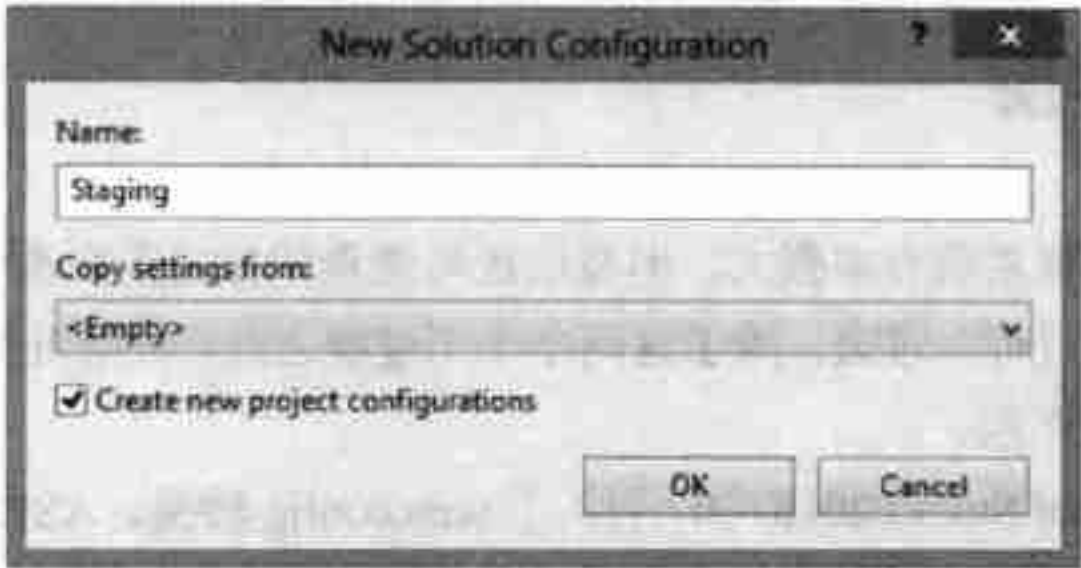 New Solution Configuration
Name:
Staging
Copy settings from:
<Empty>
Create new project configurations
OK Cancel